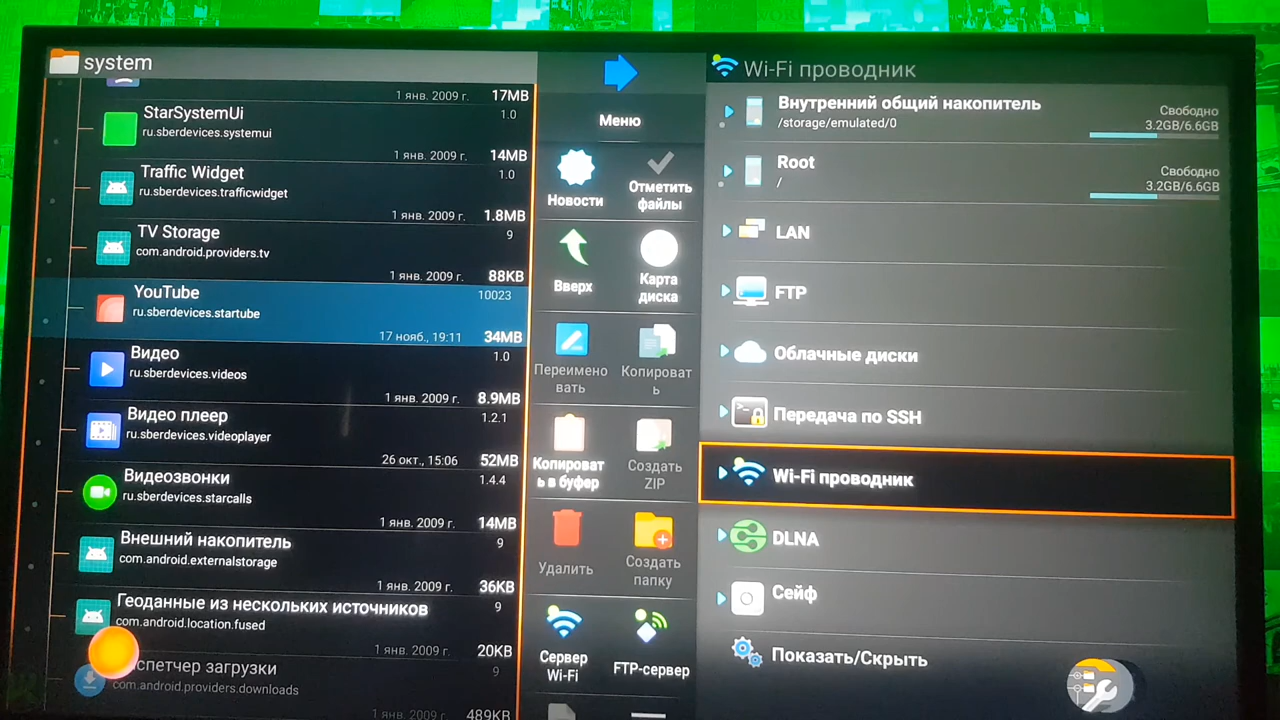 system
1 янв. 2009 г. 17MB
StarSystemUi 1.0
ru.sberdevices.systemui
1 янв. 2009 г. 14MB
Traffic Widget 1.0
ru.sberdevices.trafficwidget
1 янв. 2009 г. 1.8MB
TV Storage 9
com.android.providers.tv
1 янв. 2009 г. 88KB
YouTube 10023
ru.sberdevices.startube
17 нояб., 19:11 34MB
Видео 1.0
ru.sberdevices.videos
1 янв. 2009 г. 8.9MB
Видео плеер 1.2.1
ru.sberdevices.videoplayer
26 окт., 15:06 52MB
Видеозвонки 1.4.4
ru.sberdevices.starcalls
1 янв. 2009 г. 14MB
Внешний накопитель 9
com.android.externalstorage
1 янв. 2009 г. 36KB
Геоданные из нескольких источников 9
com.android.location.fused
1 янв. 2009 г. 20KB
спетчер загрузки 9
com.android.providers.downloads
1 янв. 2009 г. 489KB
Меню
Новости
Отметить
файлы
Вверх
Карта
диска
Переимено
вать
Копироват
ь
Копироват
ь в буфер
Создать
ZIP
Удалить
Создать
папку
Сервер
Wi-Fi
FTP-сервер
Wi-Fi проводник
Внутренний общий накопитель
/storage/emulated/0
Свободно
3.2GB/6.6GB
Root
/
Свободно
3.2GB/6.6GB
LAN
FTP
Облачные диски
Передача по SSH
Wi-Fi проводник
DLNA
Сейф
Показать/Скрыть